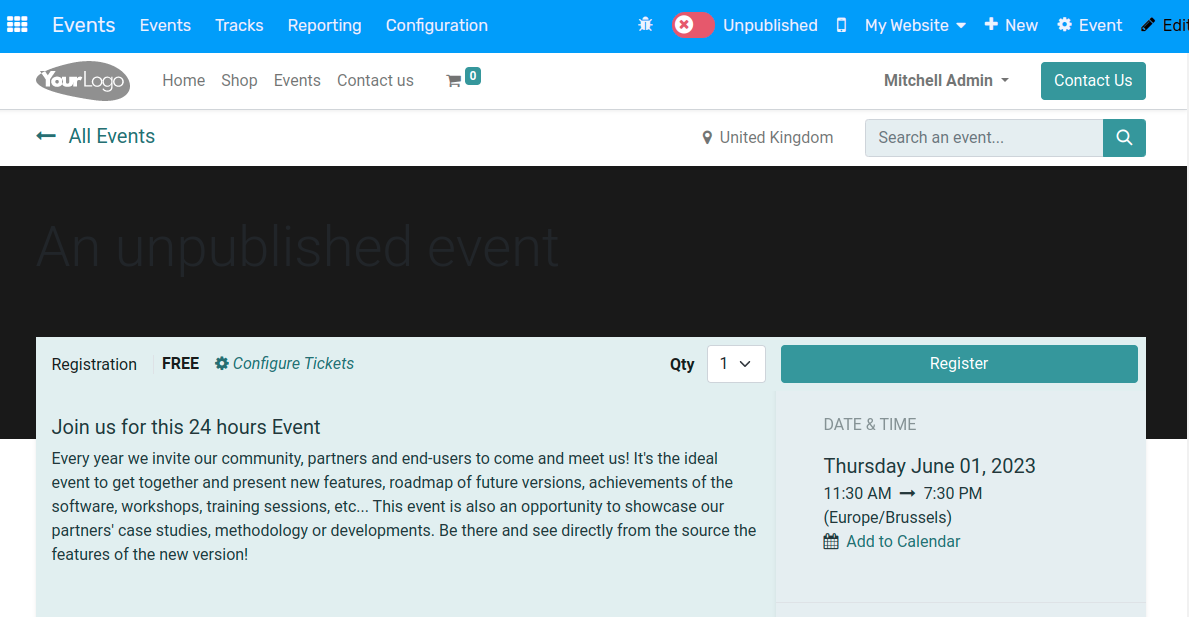 Events Events Tracks Reporting Configuration Unpublished My Website New Event Edit
YourLogo Home Shop Events Contact us 0 Mitchell Admin Contact Us
All Events United Kingdom Search an event...
An unpublished event
Registration FREE Configure Tickets Qty 1 Register
Join us for this 24 hours Event
Every year we invite our community, partners and end-users to come and meet us! It's the ideal
event to get together and present new features, roadmap of future versions, achievements of the
software, workshops, training sessions, etc... This event is also an opportunity to showcase our
partners' case studies, methodology or developments. Be there and see directly from the source the
features of the new version!
DATE & TIME
Thursday June 01, 2023
11:30 AM → 7:30 PM
(Europe/Brussels)
Add to Calendar